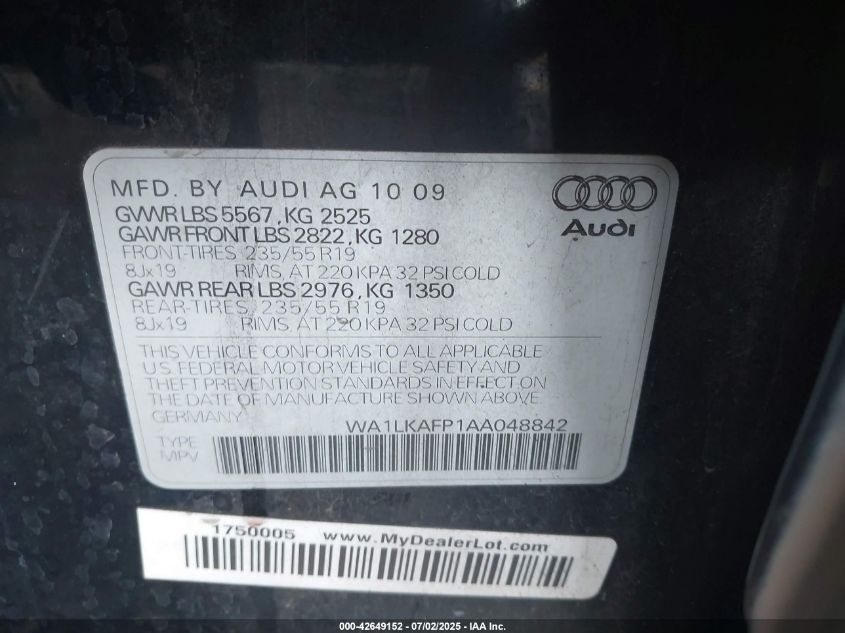 MFD. BY AUDI AG 10 09
Audi
GVWR LBS 5567, KG 2525
GAWR FRONT LBS 2822, KG 1280
FRONT-TIRES, 235/55 R19
8Jx19 RIMS, AT 220 KPA 32 PSI COLD
GAWR REAR LBS 2976, KG 1350
REAR-TIRES, 235/55 R19
8Jx19 RIMS, AT 220 KPA 32 PSI COLD
THIS VEHICLE CONFORMS TO ALL APPLICABLE
U.S. FEDERAL MOTOR VEHICLE SAFETY AND
THEFT PREVENTION STANDARDS IN EFFECT ON
THE DATE OF MANUFACTURE SHOWN ABOVE.
GERMANY WA1LKAFP1AA048842
TYPE
MPV
1750005 www.MyDealerLot.com
000-42649152 - 07/02/2025 - IAA Inc.